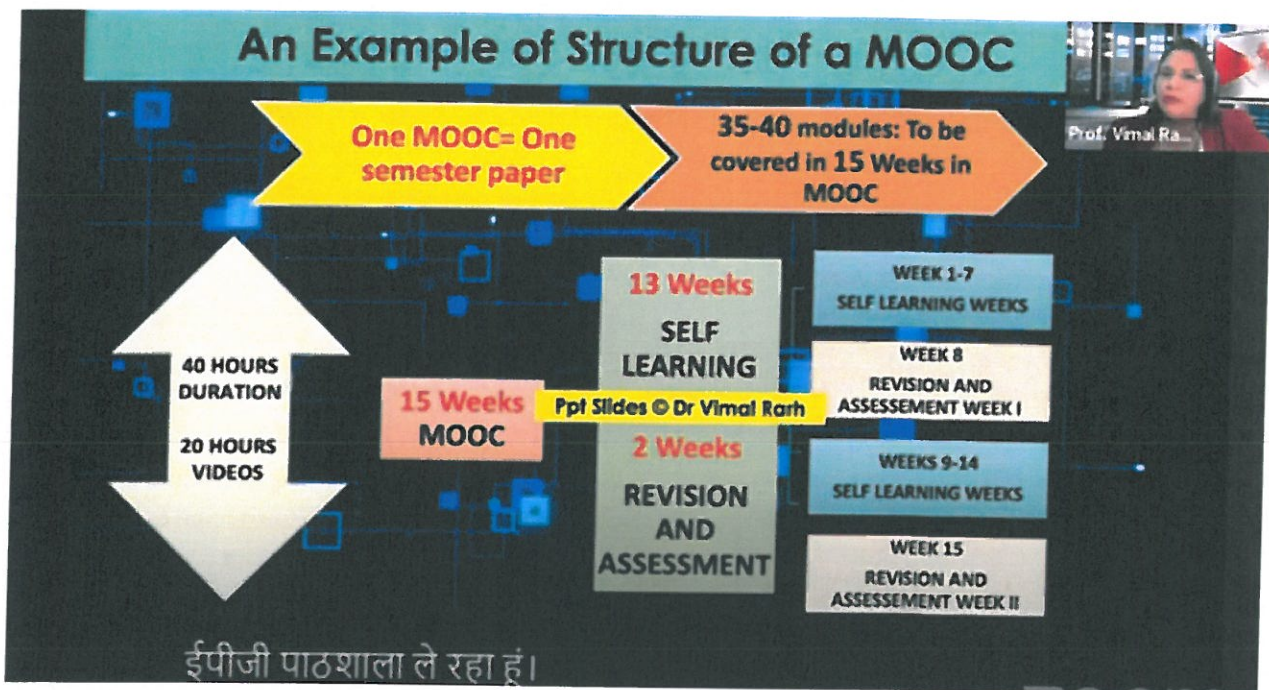 An Example of Structure of a MOOC
Prof. Vimal Ra...
One MOOC= One
semester paper
35-40 modules: To be
covered in 15 Weeks in
MOOC
40 HOURS
DURATION
20 HOURS
VIDEOS
15 Weeks
MOOC
13 Weeks
SELF
LEARNING
Ppt Slides © Dr Vimal Rarh
2 Weeks
REVISION
AND
ASSESSMENT
WEEK 1-7
SELF LEARNING WEEKS
WEEK 8
REVISION AND
ASSESSEMENT WEEK I
WEEKS 9-14
SELF LEARNING WEEKS
WEEK 15
REVISION AND
ASSESSEMENT WEEK II
ईपीजी पाठशाला ले रहा हूं।